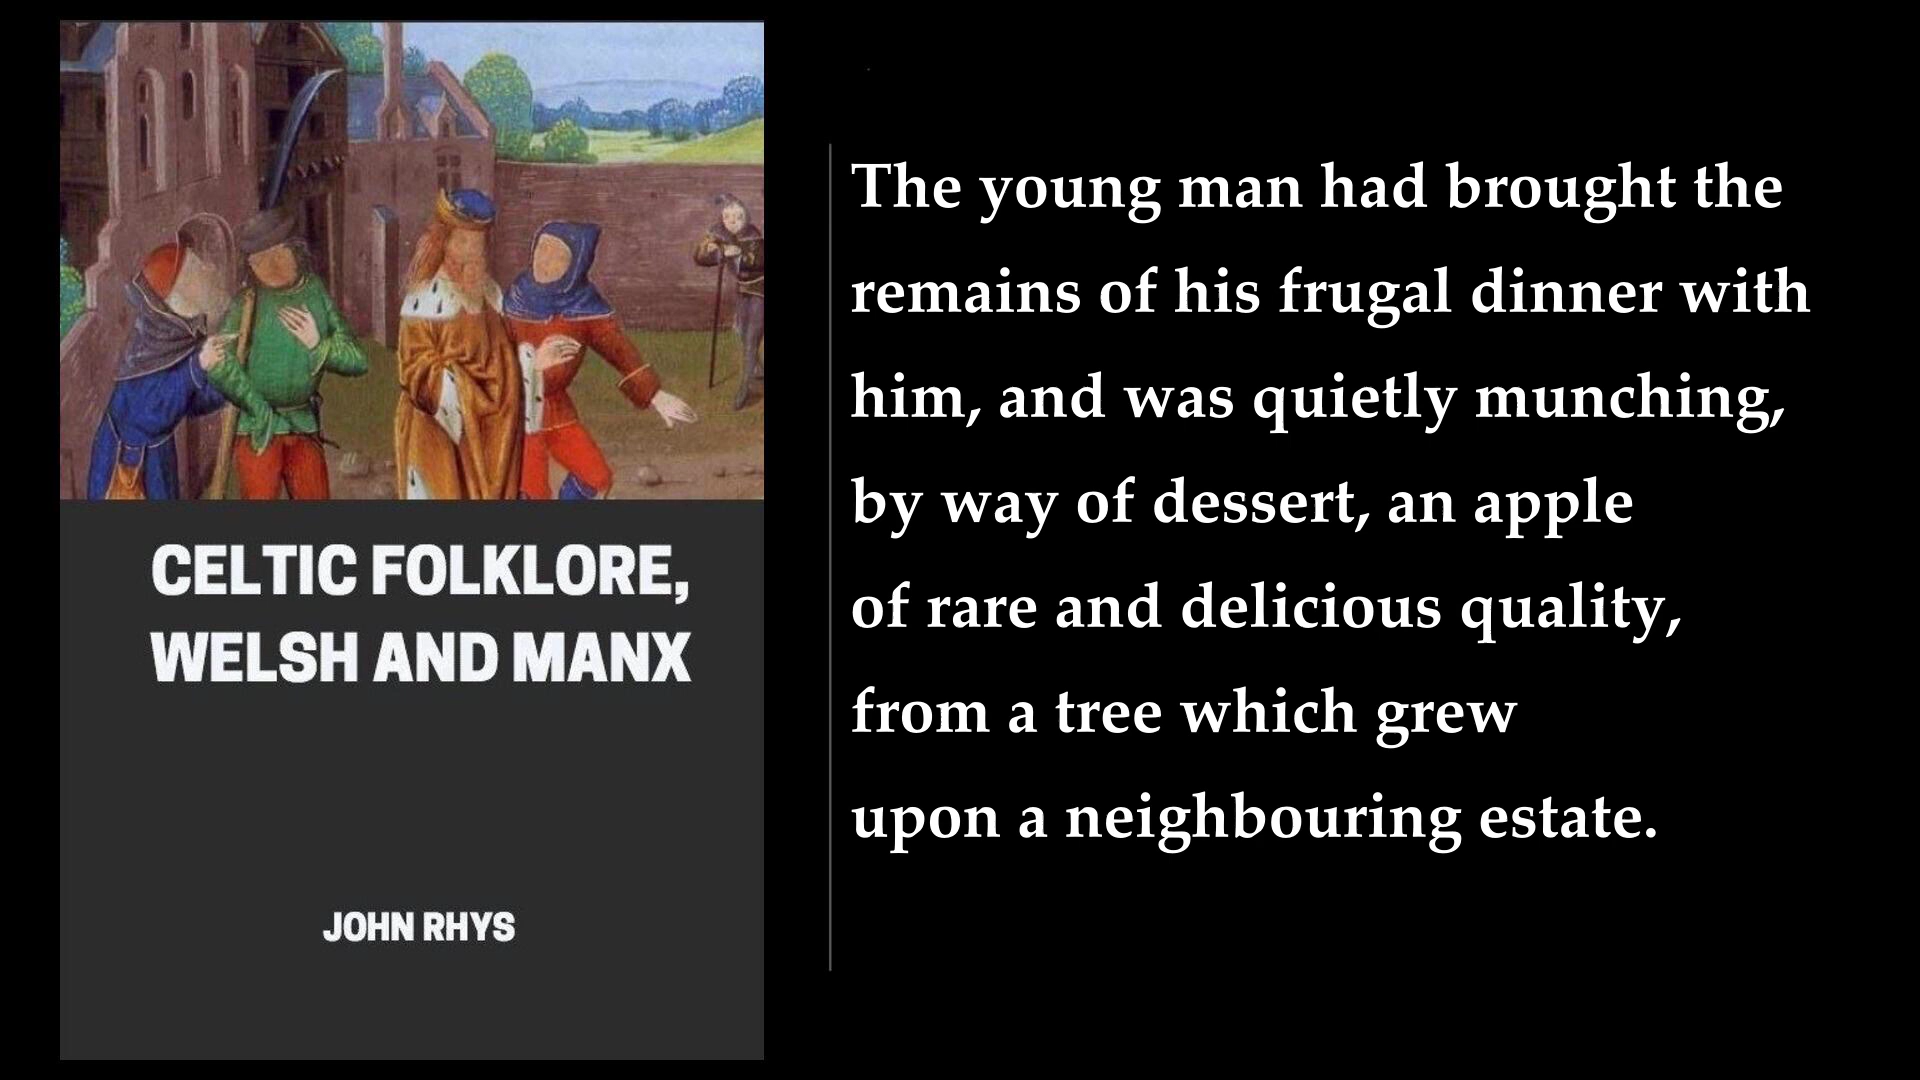 CELTIC FOLKLORE,
WELSH AND MANX
JOHN RHYS
The young man had brought the
remains of his frugal dinner with
him, and was quietly munching,
by way of dessert, an apple
of rare and delicious quality,
from a tree which grew
upon a neighbouring estate.